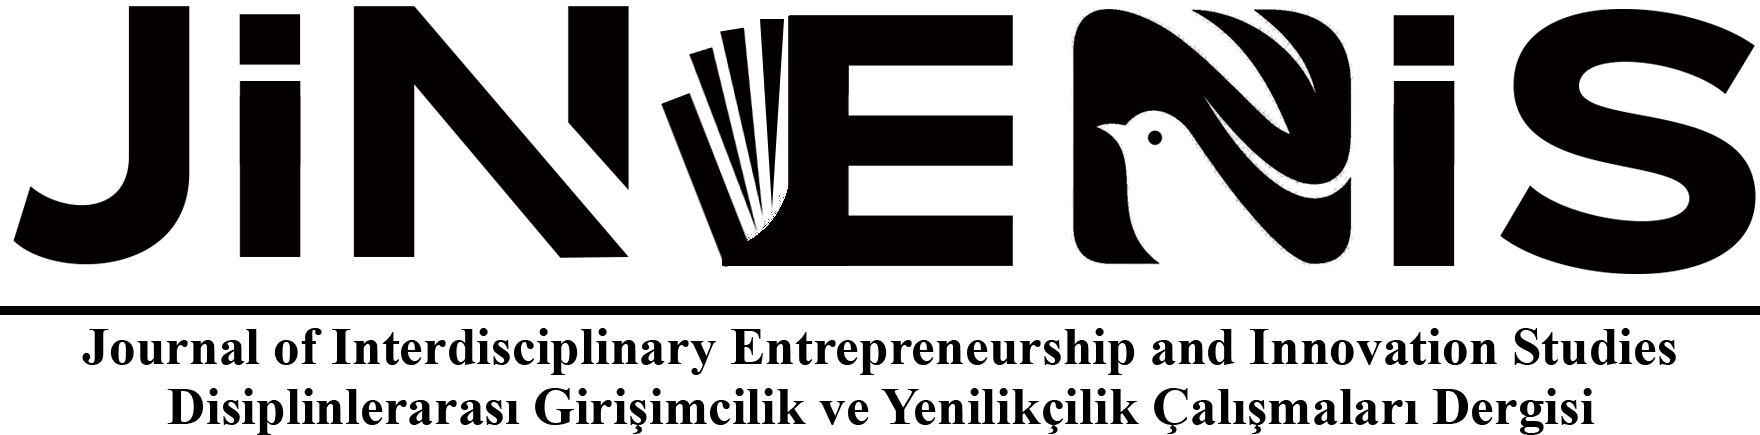 JiNENiS
Journal of Interdisciplinary Entrepreneurship and Innovation Studies
Disiplinlerarası Girişimcilik ve Yenilikçilik Çalışmaları Dergisi